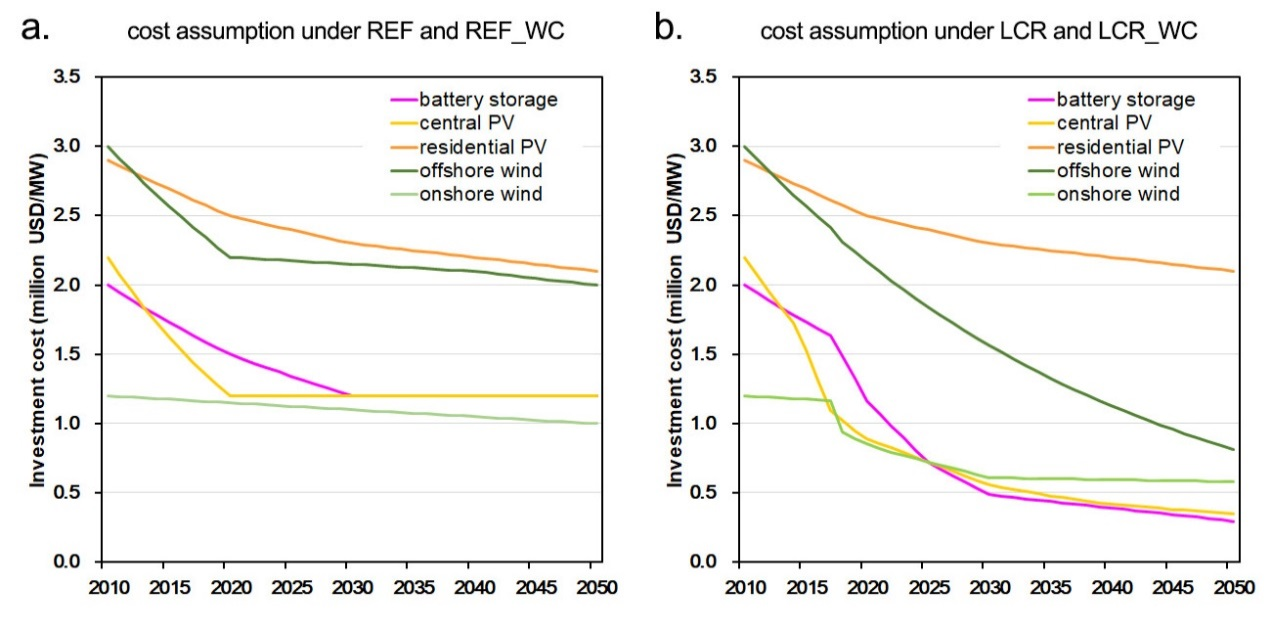 a.
cost assumption under REF and REF_WC
3.5
3.0
2.5
2.0
1.5
1.0
0.5
0.0
Investment cost (million USD/MW)
battery storage
central PV
residential PV
offshore wind
onshore wind
2010 2015 2020 2025 2030 2035 2040 2045 2050
b.
cost assumption under LCR and LCR_WC
3.5
3.0
2.5
2.0
1.5
1.0
0.5
0.0
Investment cost (million USD/MW)
battery storage
central PV
residential PV
offshore wind
onshore wind
2010 2015 2020 2025 2030 2035 2040 2045 2050